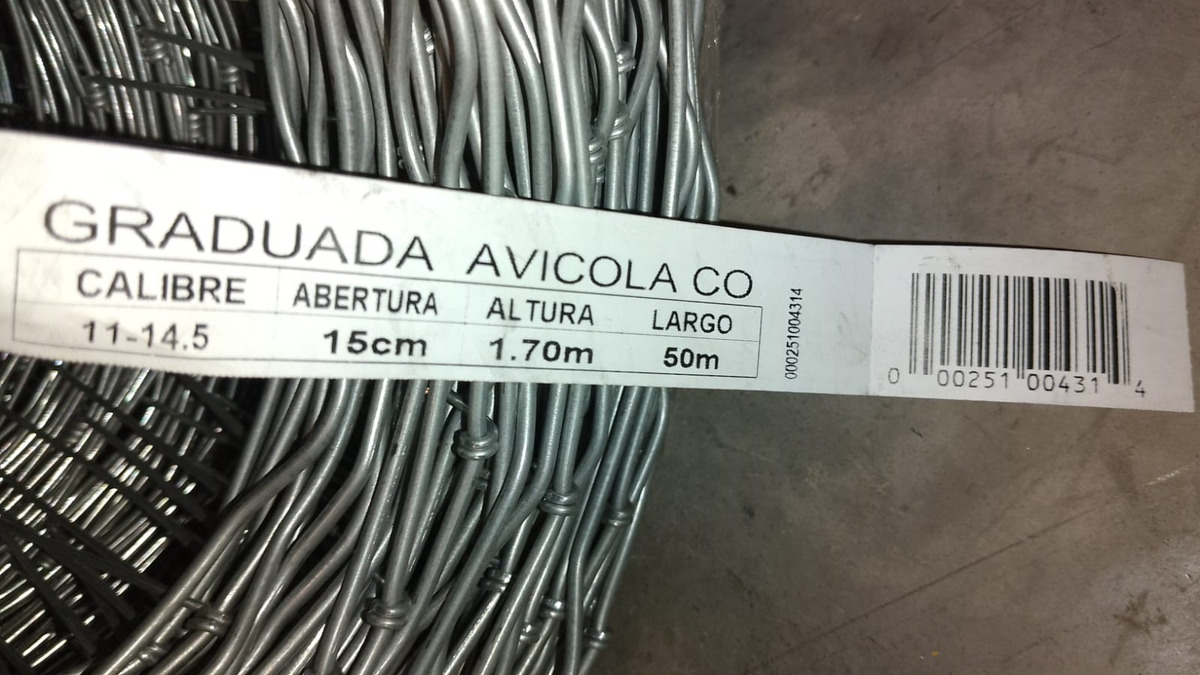 GRADUADA AVICOLA CO
CALIBRE ABERTURA ALTURA LARGO
11-14.5 15cm 1.70m 50m
000251004314
0 00251 00431 4